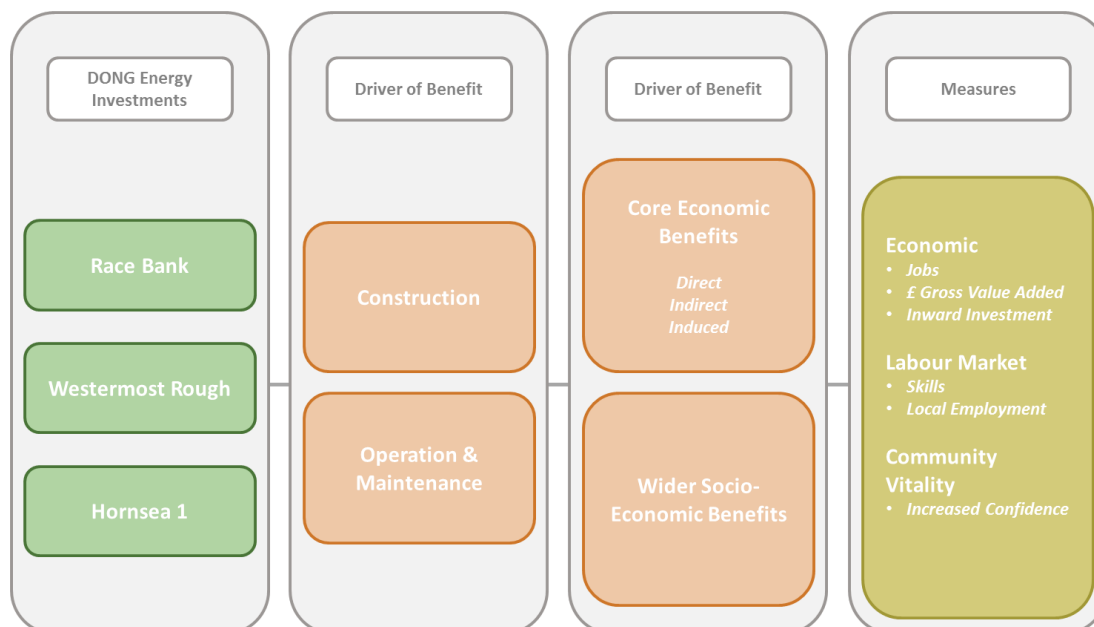 DONG Energy
Investments
Race Bank
Westermost Rough
Hornsea 1
Driver of Benefit
Construction
Operation &
Maintenance
Driver of Benefit
Core Economic
Benefits
Direct
Indirect
Induced
Wider Socio-
Economic Benefits
Measures
Economic
• Jobs
• £ Gross Value Added
• Inward Investment
Labour Market
• Skills
• Local Employment
Community
Vitality
• Increased Confidence